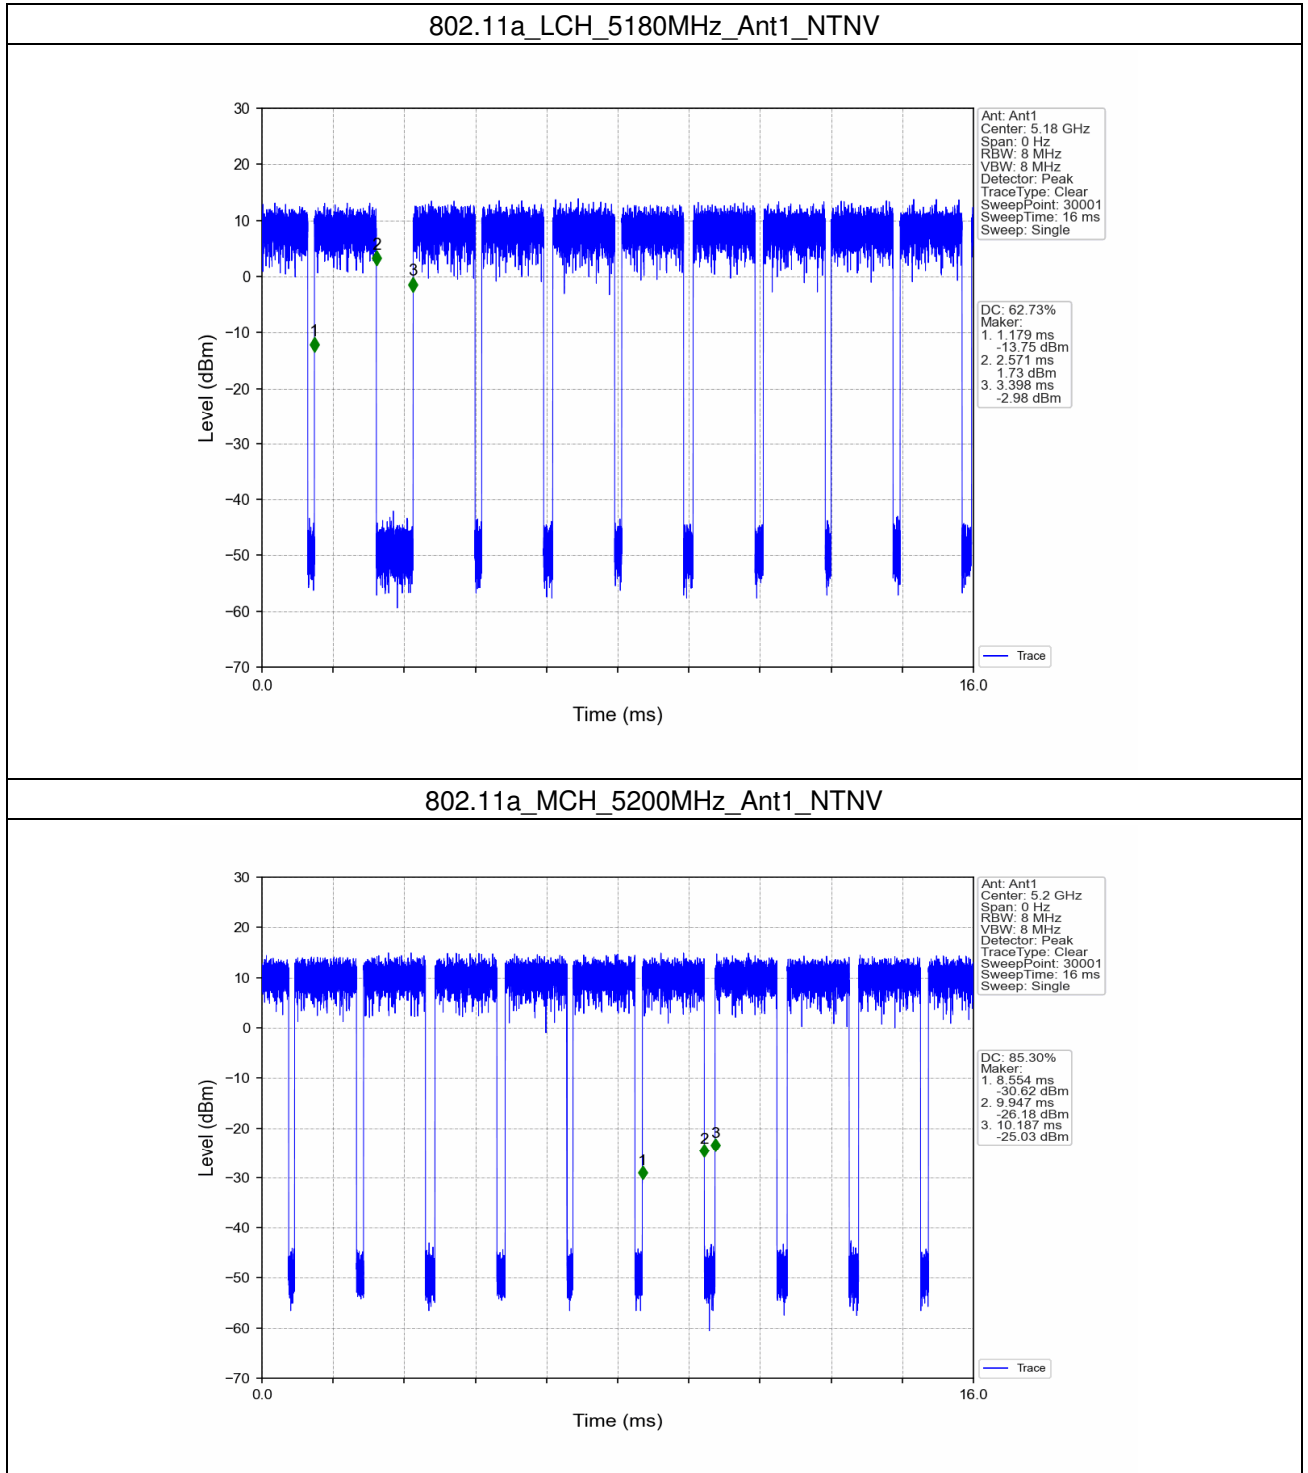 802.11a_LCH_5180MHz_Ant1_NTNV
30
20
10
0
−10
−20
−30
−40
−50
−60
−70
Level (dBm)
0.0
16.0
Time (ms)
1
2
3
Ant: Ant1
Center: 5.18 GHz
Span: 0 Hz
RBW: 8 MHz
VBW: 8 MHz
Detector: Peak
TraceType: Clear
SweepPoint: 30001
SweepTime: 16 ms
Sweep: Single
DC: 62.73%
Maker:
1. 1.179 ms
-13.75 dBm
2. 2.571 ms
1.73 dBm
3. 3.398 ms
-2.98 dBm
Trace
802.11a_MCH_5200MHz_Ant1_NTNV
30
20
10
0
−10
−20
−30
−40
−50
−60
−70
Level (dBm)
0.0
16.0
Time (ms)
1
2
3
Ant: Ant1
Center: 5.2 GHz
Span: 0 Hz
RBW: 8 MHz
VBW: 8 MHz
Detector: Peak
TraceType: Clear
SweepPoint: 30001
SweepTime: 16 ms
Sweep: Single
DC: 85.30%
Maker:
1. 8.554 ms
-30.62 dBm
2. 9.947 ms
-26.18 dBm
3. 10.187 ms
-25.03 dBm
Trace